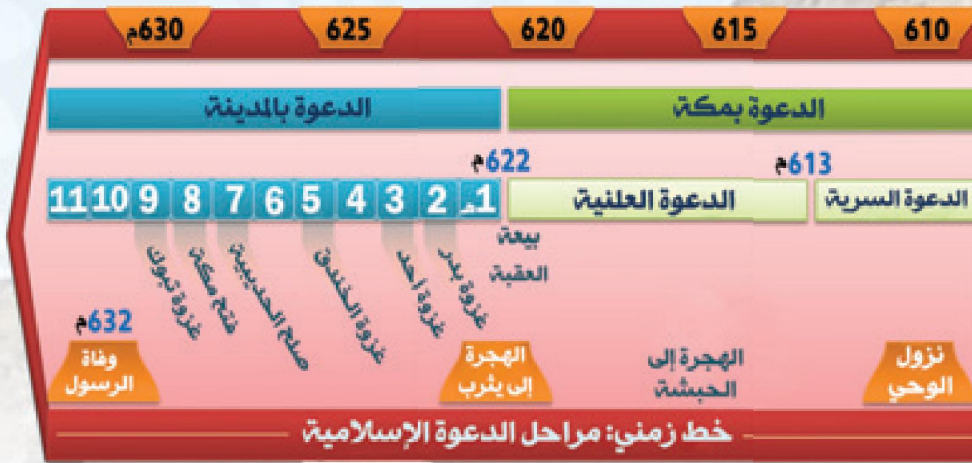 610 615 620 625 630م
الدعوة بمكة الدعوة بالمدينة
613م 622م
الدعوة السرية الدعوة العلنية 1هـ 2 3 4 5 6 7 8 9 10 11
بيعة
العقبة
غزوة بدر
غزوة أحد
غزوة الخندق
صلح الحديبية
فتح مكة
غزوة تبوك
632م
نزول
الوحي
الهجرة إلى
الحبشة
الهجرة
إلى يثرب
وفاة
الرسول
خط زمني: مراحل الدعوة الإسلامية